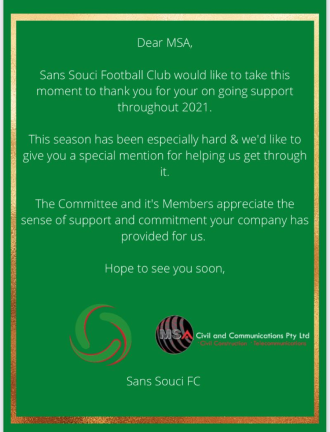 Dear MSA,
Sans Souci Football Club would like to take this
moment to thank you for your on going support
throughout 2021.
This season has been especially hard & we'd like to
give you a special mention for helping us get through
it.
The Committee and it's Members appreciate the
sense of support and commitment your company has
provided for us.
Hope to see you soon,
MSA Civil and Communications Pty Ltd
Sans Souci FC